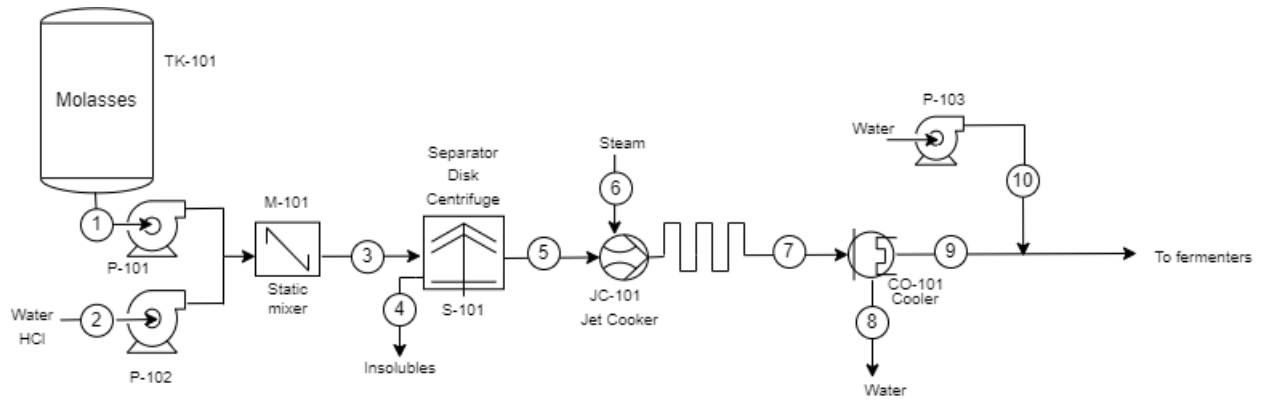 TK-101
Molasses
1
P-101
Water
HCl
2
P-102
M-101
Static
mixer
3
Separator
Disk
Centrifuge
S-101
4
Insolubles
5
Steam
6
JC-101
Jet Cooker
7
CO-101
Cooler
8
Water
9
P-103
Water
10
To fermenters